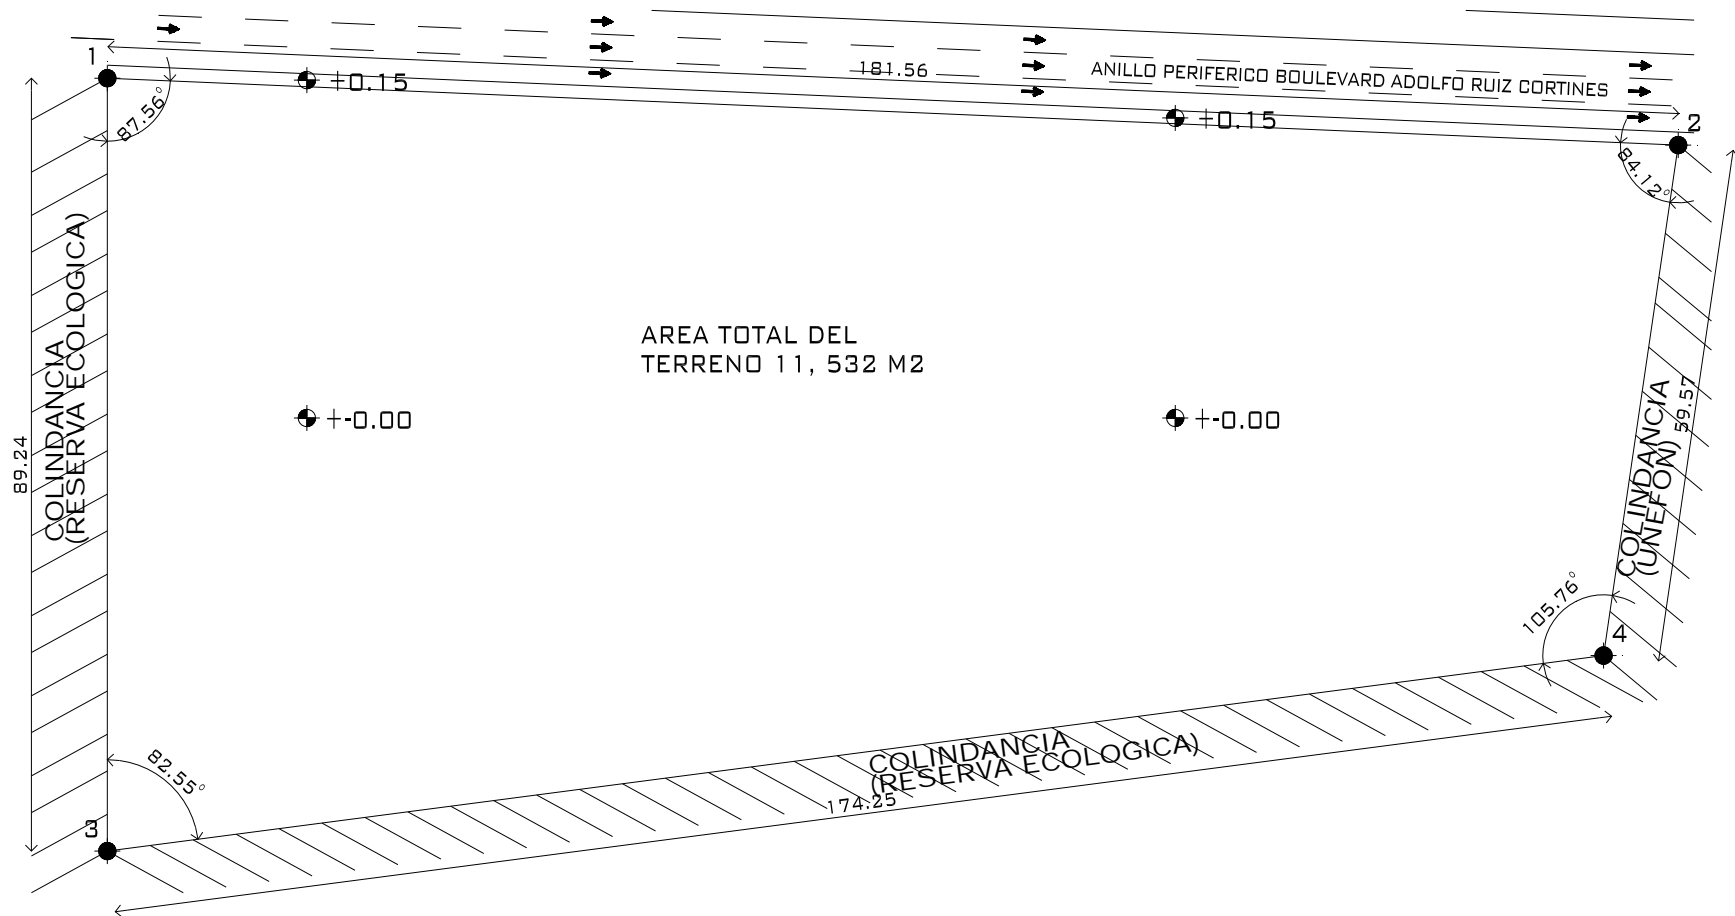 1
181.56
ANILLO PERIFERICO BOULEVARD ADOLFO RUIZ CORTINES
+0.15
+0.15
2
87.56°
84.12°
COLINDANCIA
(RESERVA ECOLOGICA)
89.24
AREA TOTAL DEL
TERRENO 11, 532 M2
+-0.00
+-0.00
COLINDANCIA
(UNEFON)
59.57
105.76°
4
82.55°
3
COLINDANCIA
(RESERVA ECOLOGICA)
174.25